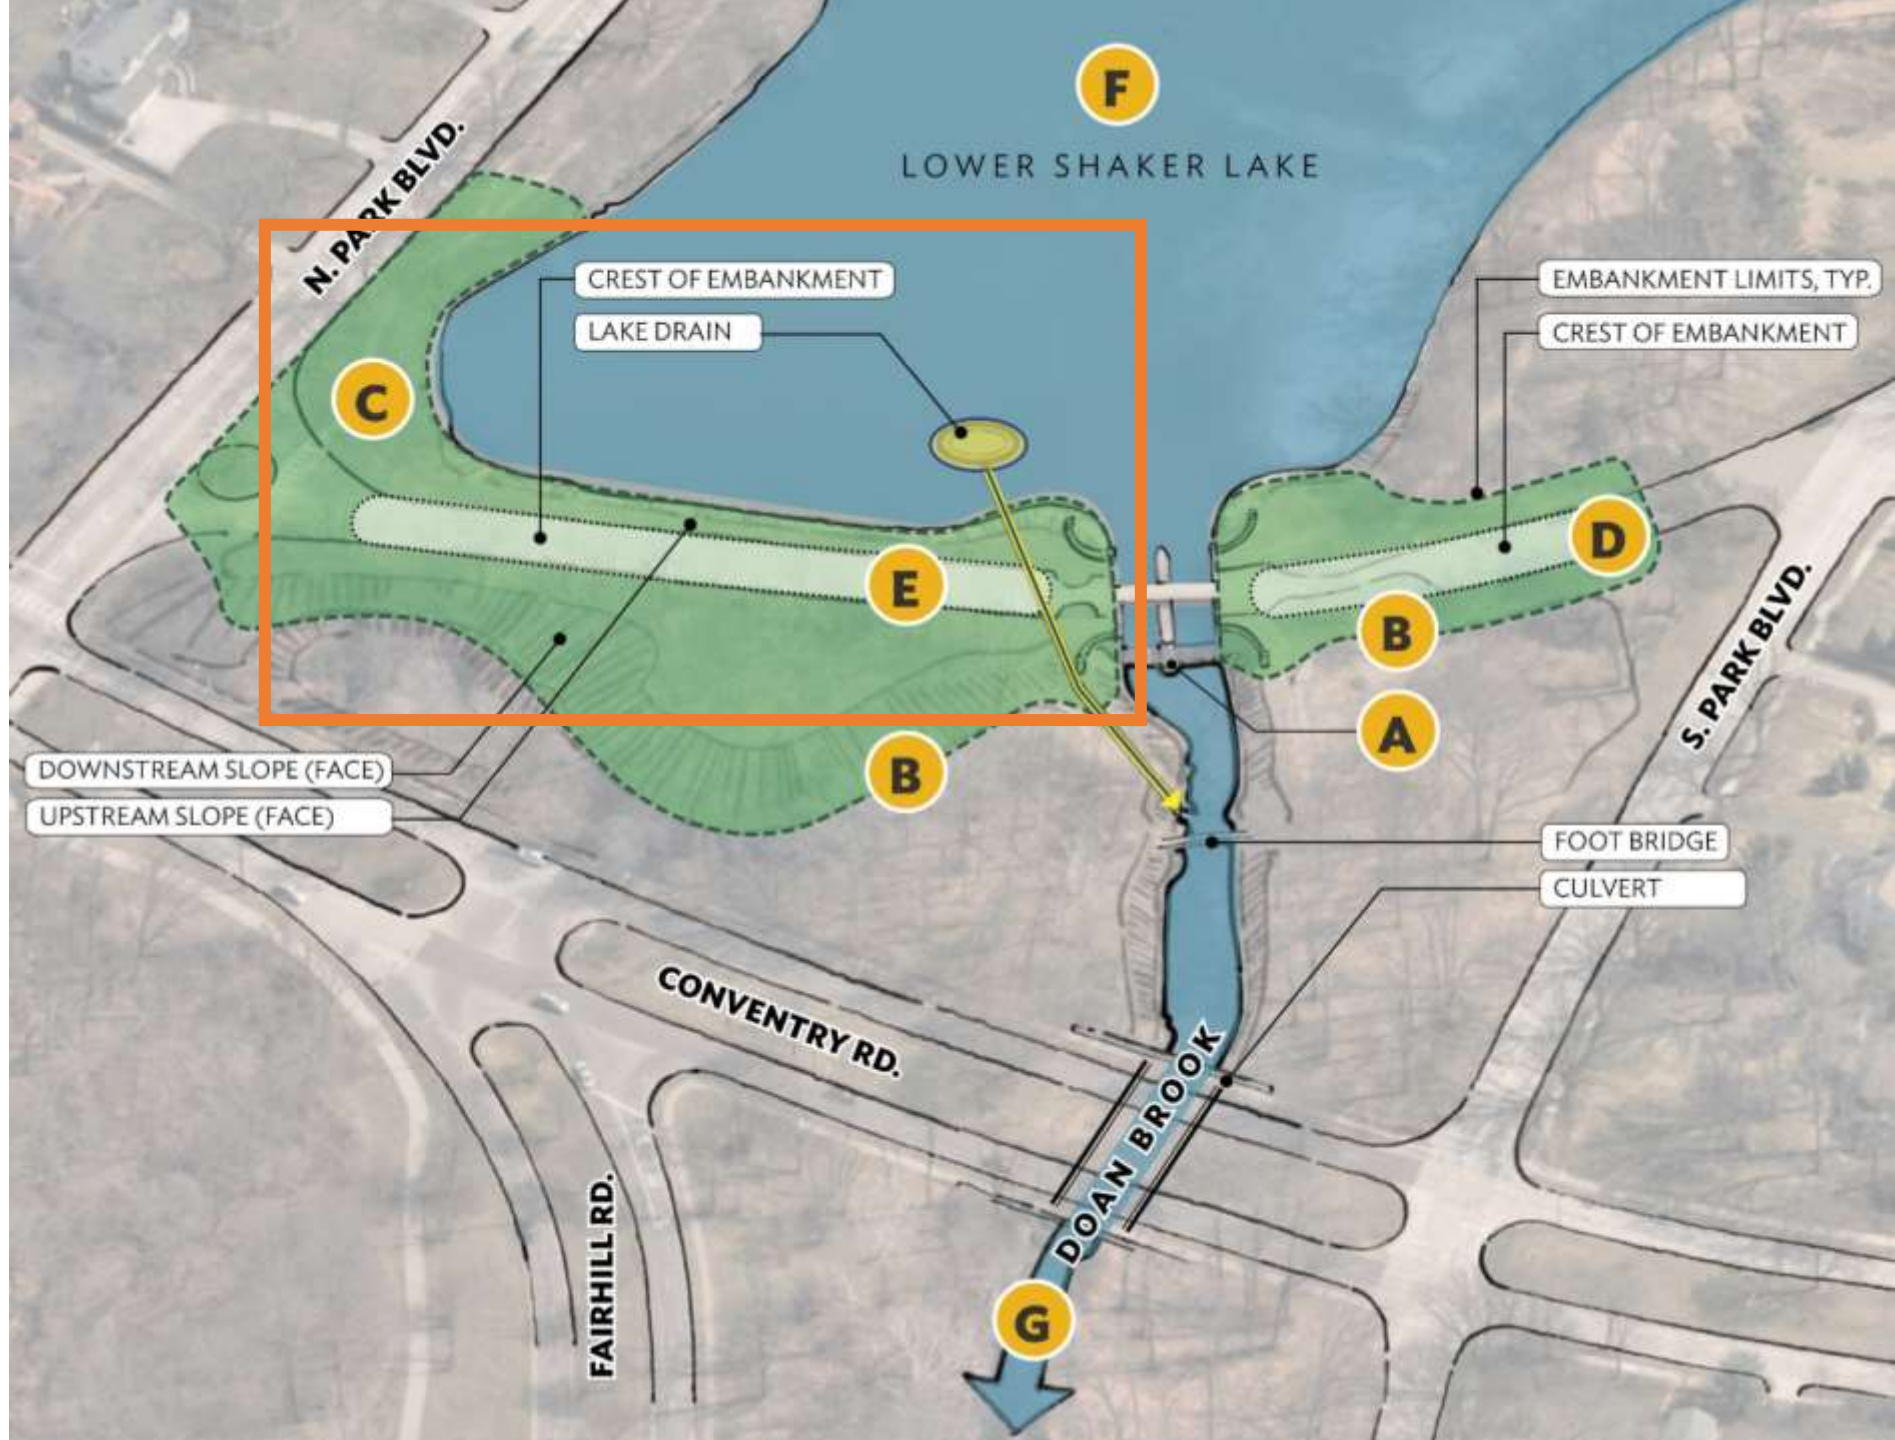 F
LOWER SHAKER LAKE
N. PARK BLVD.
CREST OF EMBANKMENT
LAKE DRAIN
EMBANKMENT LIMITS, TYP.
CREST OF EMBANKMENT
C
D
E
B
S. PARK BLVD.
A
B
DOWNSTREAM SLOPE (FACE)
UPSTREAM SLOPE (FACE)
FOOT BRIDGE
CULVERT
CONVENTRY RD.
DOAN BROOK
FAIRHILL RD.
G